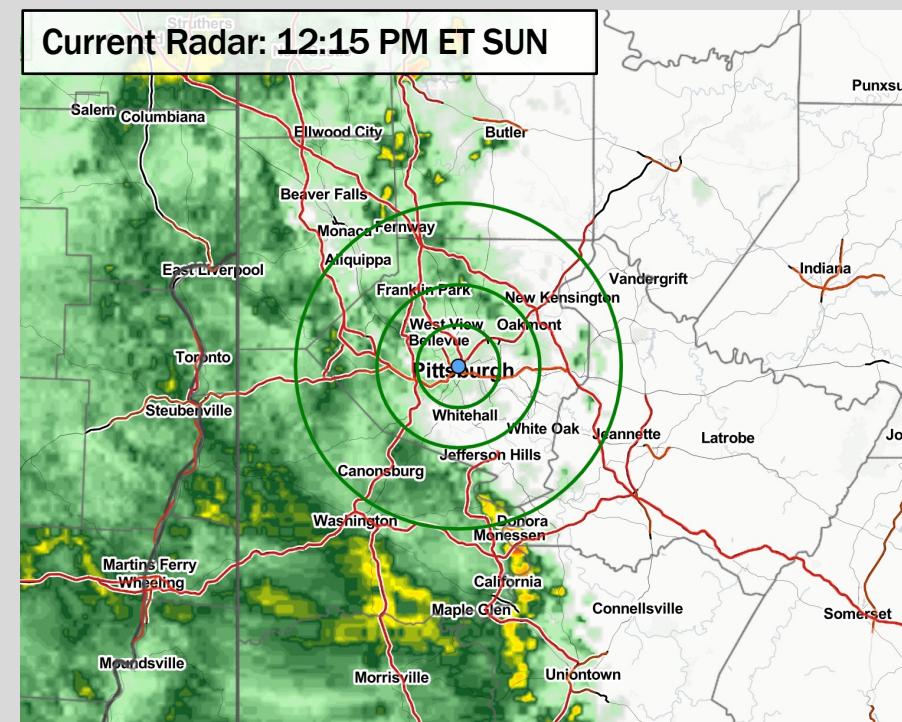 Struthers
Current Radar: 12:15 PM ET SUN
Punxsu
Salem
Columbiana
Ellwood City
Butler
Beaver Falls
Monaca
Fernway
Aliquippa
East Liverpool
Vandergrift
Indiana
Franklin Park
New Kensington
West View
Oakmont
Bellevue
Toronto
Pittsburgh
Steubenville
Whitehall
White Oak
Jeannette
Latrobe
Jo
Jefferson Hills
Canonsburg
Washington
Donora
Monessen
Martins Ferry
Wheeling
California
Maple Glen
Connellsville
Somerset
Moundsville
Morrisville
Uniontown